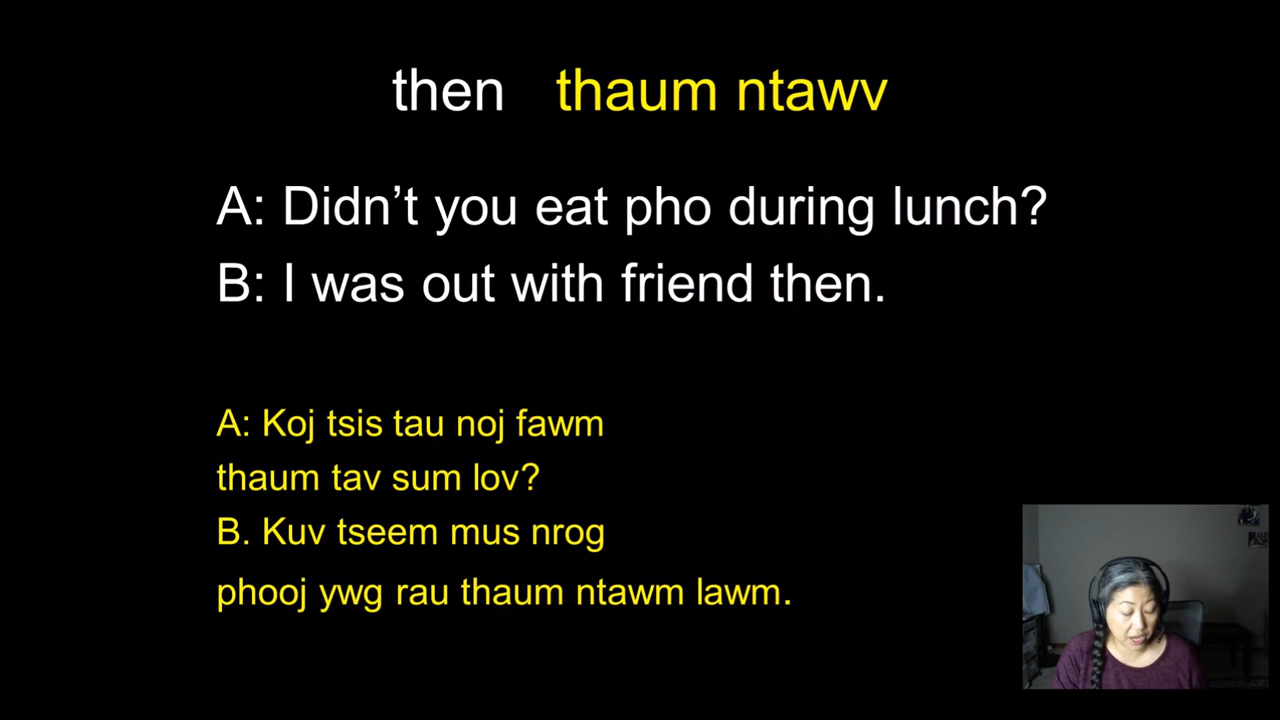 then thaum ntawv
A: Didn’t you eat pho during lunch?
B: I was out with friend then.
A: Koj tsis tau noj fawm
thaum tav sum lov?
B. Kuv tseem mus nrog
phooj ywg rau thaum ntawm lawm.